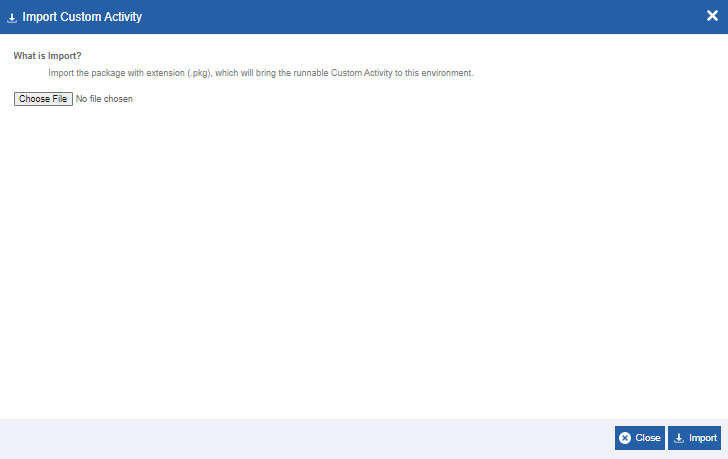 Import Custom Activity
What is Import?
Import the package with extension (.pkg), which will bring the runnable Custom Activity to this environment.
Choose File No file chosen
Close Import